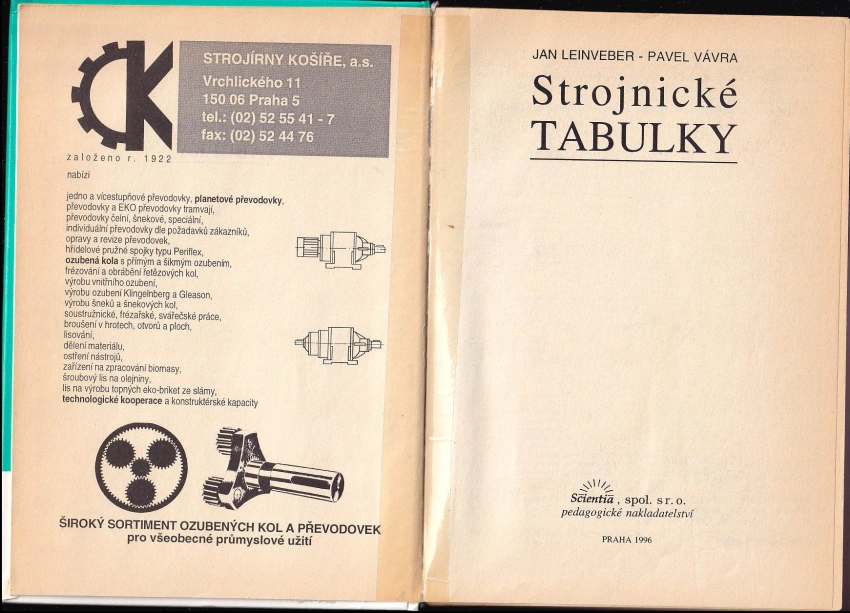 STROJÍRNY KOŠÍŘE, a.s.
Vrchlického 11
150 06 Praha 5
tel.: (02) 52 55 41 - 7
fax: (02) 52 44 76
založeno r. 1922
nabízí
jedno a vícestupňové převodovky, planetové převodovky,
převodovky a EKO převodovky tramvají,
převodovky čelní, šnekové, speciální,
individuální převodovky dle požadavků zákazníků,
opravy a revize převodovek,
hřídelové pružné spojky typu Periflex,
ozubená kola s přímým a šikmým ozubením,
frézování a obrábění řetězových kol,
výrobu vnitřního ozubení,
výrobu ozubení Klingelnberg a Gleason,
výrobu šneků a šnekových kol,
soustružnické, frézařské, svářečské práce,
broušení v hrotech, otvorů a ploch,
lisování,
dělení materiálu,
ostření nástrojů,
zařízení na zpracování biomasy,
šroubový lis na olejniny,
lis na výrobu topných eko-briket ze slámy,
technologické kooperace a konstruktérské kapacity
ŠIROKÝ SORTIMENT OZUBENÝCH KOL A PŘEVODOVEK
pro všeobecné průmyslové užití
JAN LEINVEBER - PAVEL VÁVRA
Strojnické
TABULKY
Scientia, spol. s r. o.
pedagogické nakladatelství
PRAHA 1996